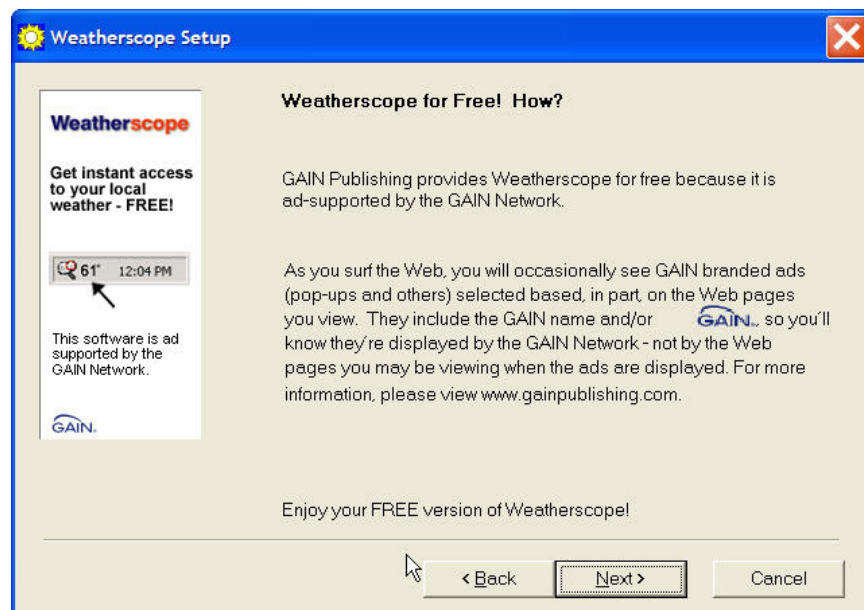 Weatherscope Setup
Weatherscope
Get instant access
to your local
weather - FREE!
61° 12:04 PM
This software is ad
supported by the
GAIN Network.
GAIN.
Weatherscope for Free! How?
GAIN Publishing provides Weatherscope for free because it is
ad-supported by the GAIN Network.
As you surf the Web, you will occasionally see GAIN branded ads
(pop-ups and others) selected based, in part, on the Web pages
you view. They include the GAIN name and/or GAIN., so you'll
know they're displayed by the GAIN Network - not by the Web
pages you may be viewing when the ads are displayed. For more
information, please view www.gainpublishing.com.
Enjoy your FREE version of Weatherscope!
< Back Next > Cancel